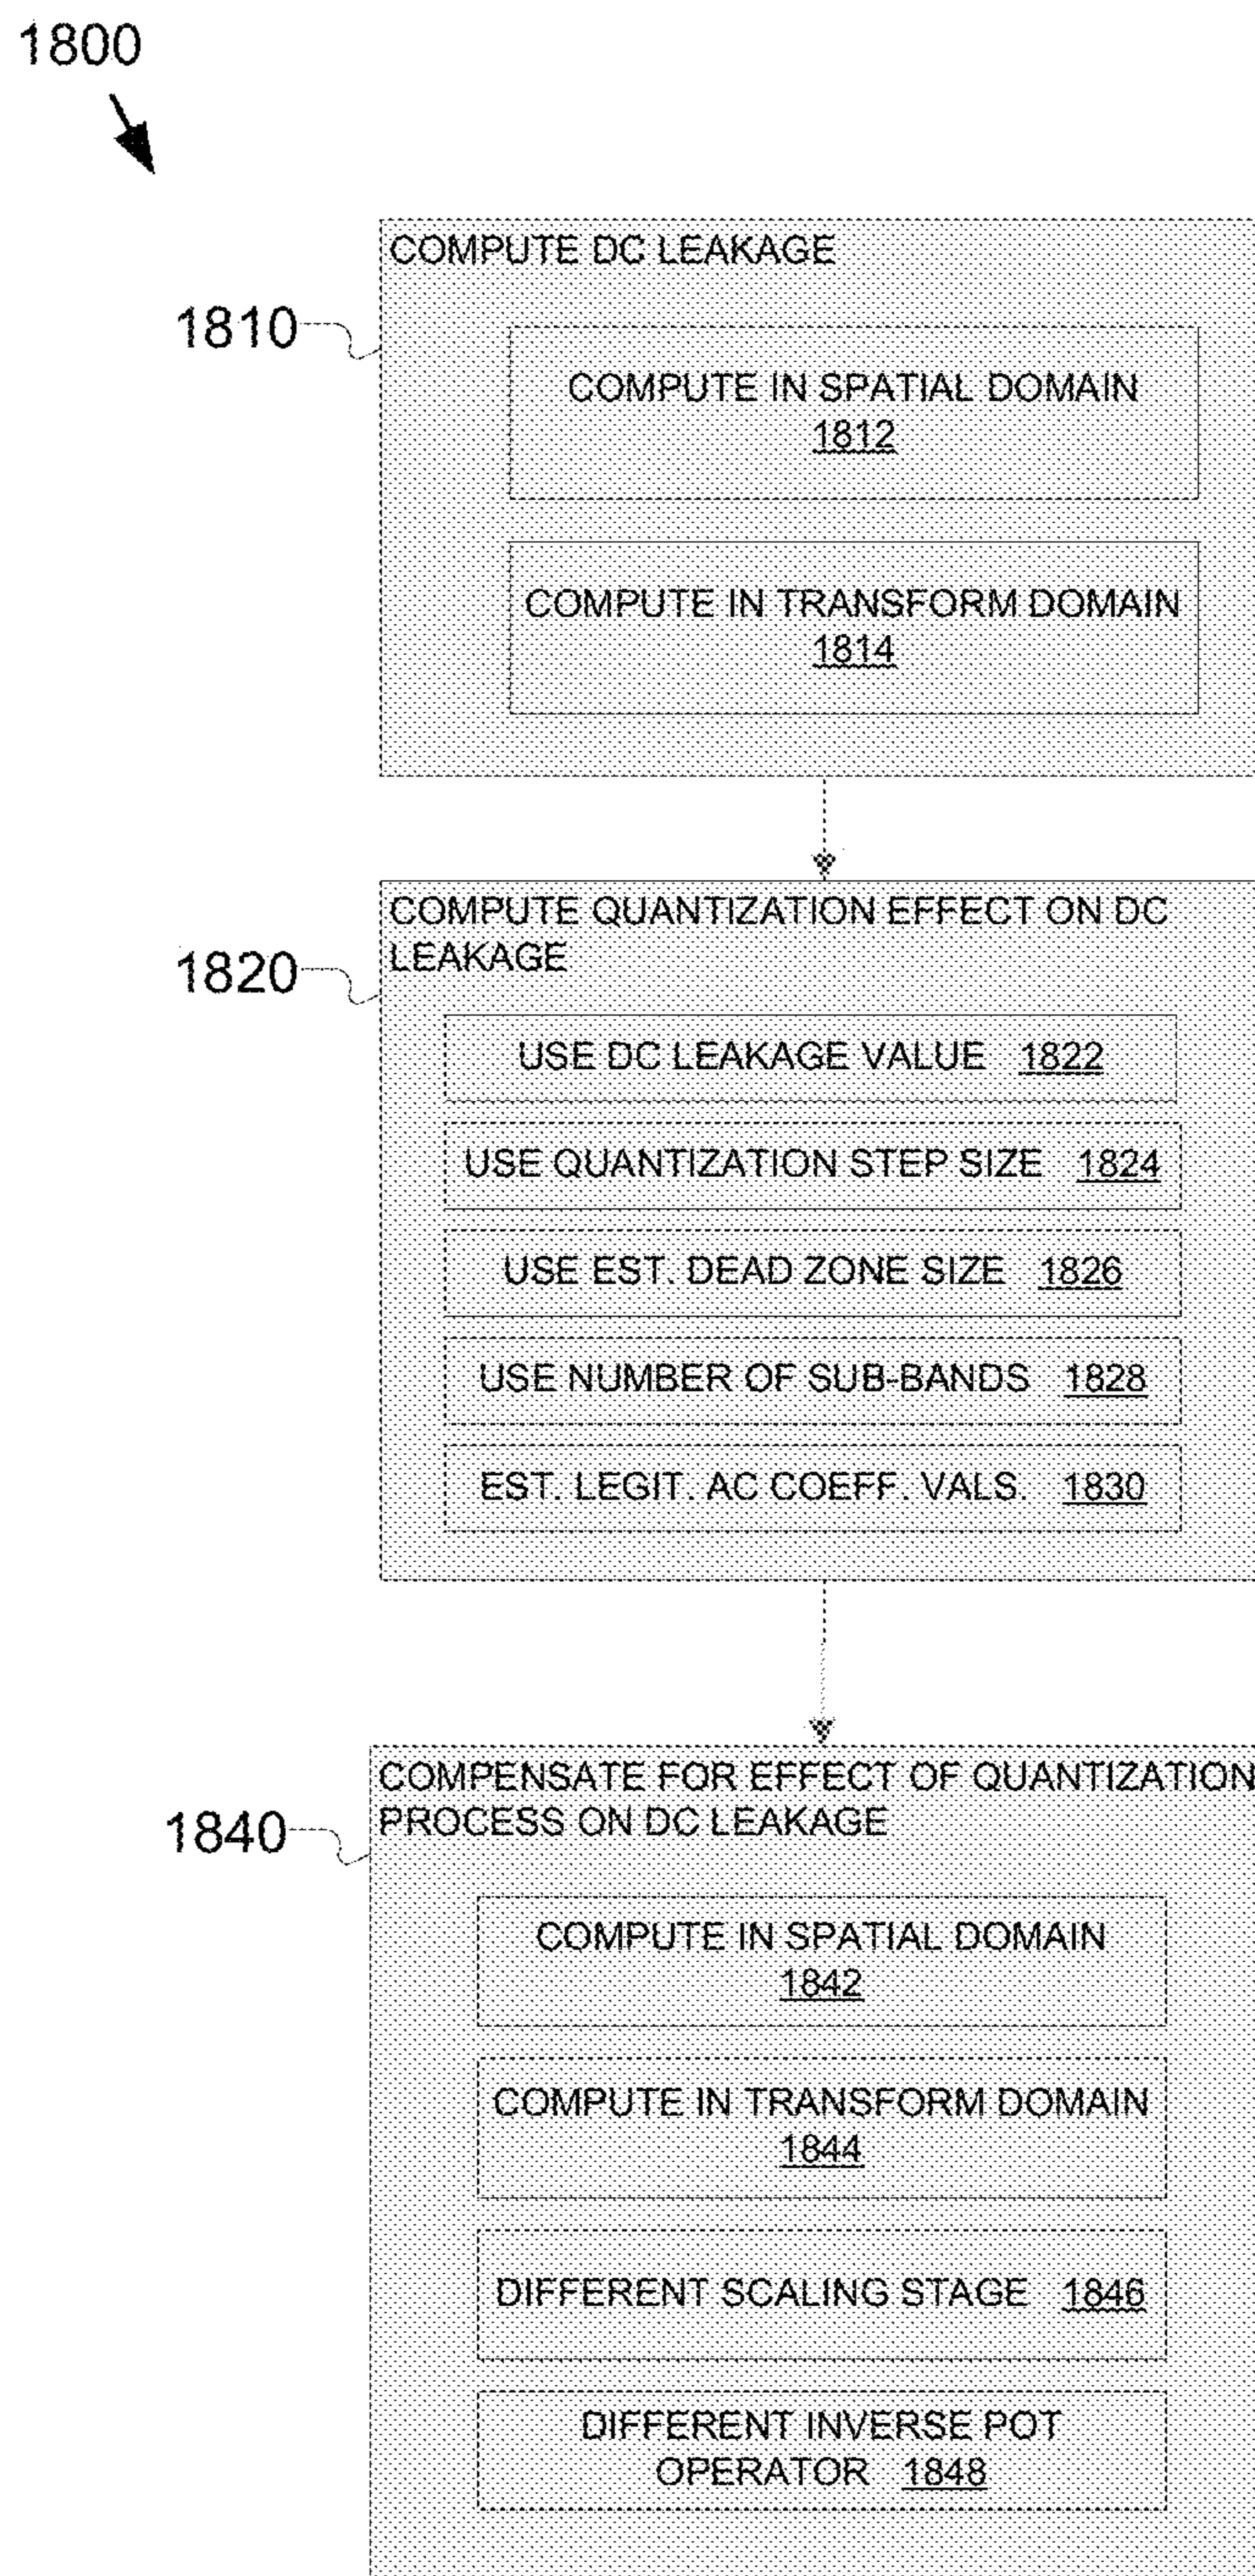 1800
COMPUTE DC LEAKAGE
1810
COMPUTE IN SPATIAL DOMAIN
1812
COMPUTE IN TRANSFORM DOMAIN
1814
COMPUTE QUANTIZATION EFFECT ON DC
LEAKAGE
1820
USE DC LEAKAGE VALUE 1822
USE QUANTIZATION STEP SIZE 1824
USE EST. DEAD ZONE SIZE 1826
USE NUMBER OF SUB-BANDS 1828
EST. LEGIT. AC COEFF. VALS. 1830
COMPENSATE FOR EFFECT OF QUANTIZATION
PROCESS ON DC LEAKAGE
1840
COMPUTE IN SPATIAL DOMAIN
1842
COMPUTE IN TRANSFORM DOMAIN
1844
DIFFERENT SCALING STAGE 1846
DIFFERENT INVERSE POT
OPERATOR 1848